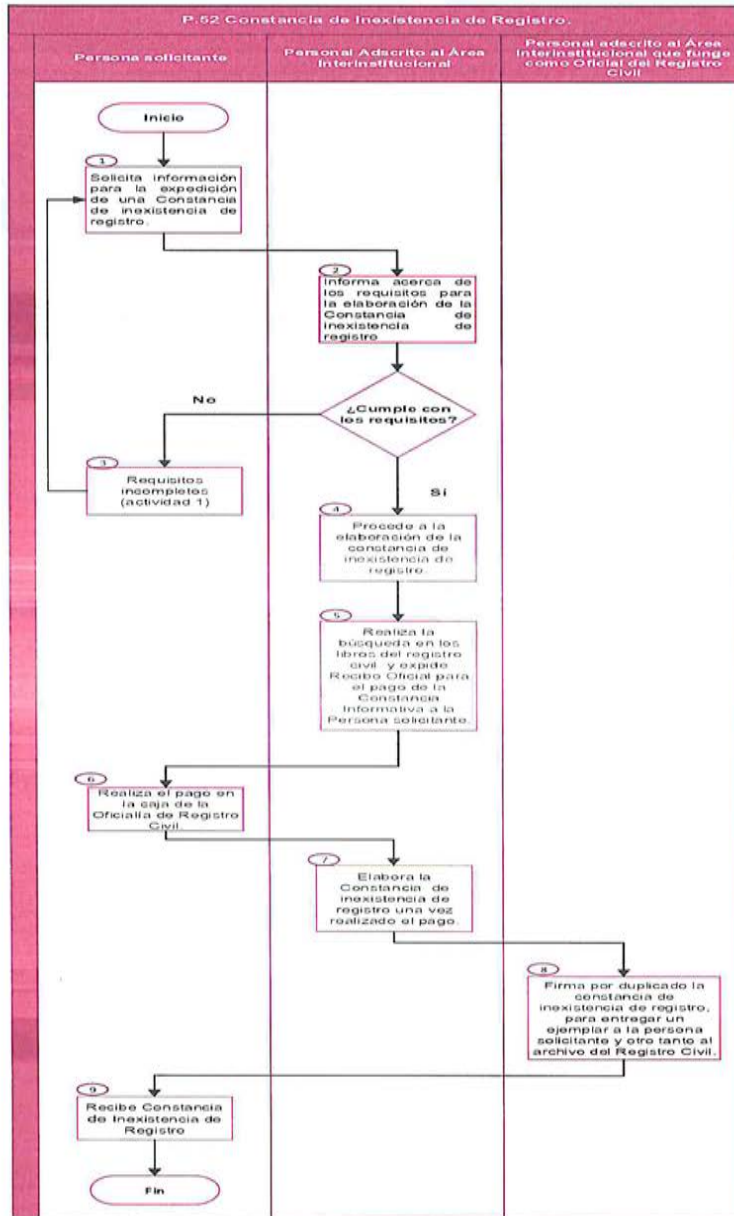 P.52 Constancia de Inexistencia de Registro.
Persona solicitante
Personal Adscrito al Área
Interinstitucional
Personal adscrito al Área
Interinstitucional que funge
como Oficial del Registro
Civil
Inicio
1
Solicita información
para la expedición
de una Constancia
de inexistencia de
registro.
2
Informa acerca de
los requisitos para
la elaboración de la
Constancia de
inexistencia de
registro
¿Cumple con
los requisitos?
No
Sí
3
Requisitos
incompletos
(actividad 1)
4
Procede a la
elaboración de la
constancia de
inexistencia de
registro.
5
Realiza la
búsqueda en los
libros del registro
civil y expide
Recibo Oficial para
el pago de la
Constancia
Informativa a la
Persona solicitante.
6
Realiza el pago en
la caja de la
Oficialía de Registro
Civil.
7
Elabora la
Constancia de
inexistencia de
registro una vez
realizado el pago.
8
Firma por duplicado la
constancia de
inexistencia de registro,
para entregar un
ejemplar a la persona
solicitante y otro tanto al
archivo del Registro Civil.
9
Recibe Constancia
de Inexistencia de
Registro
Fin